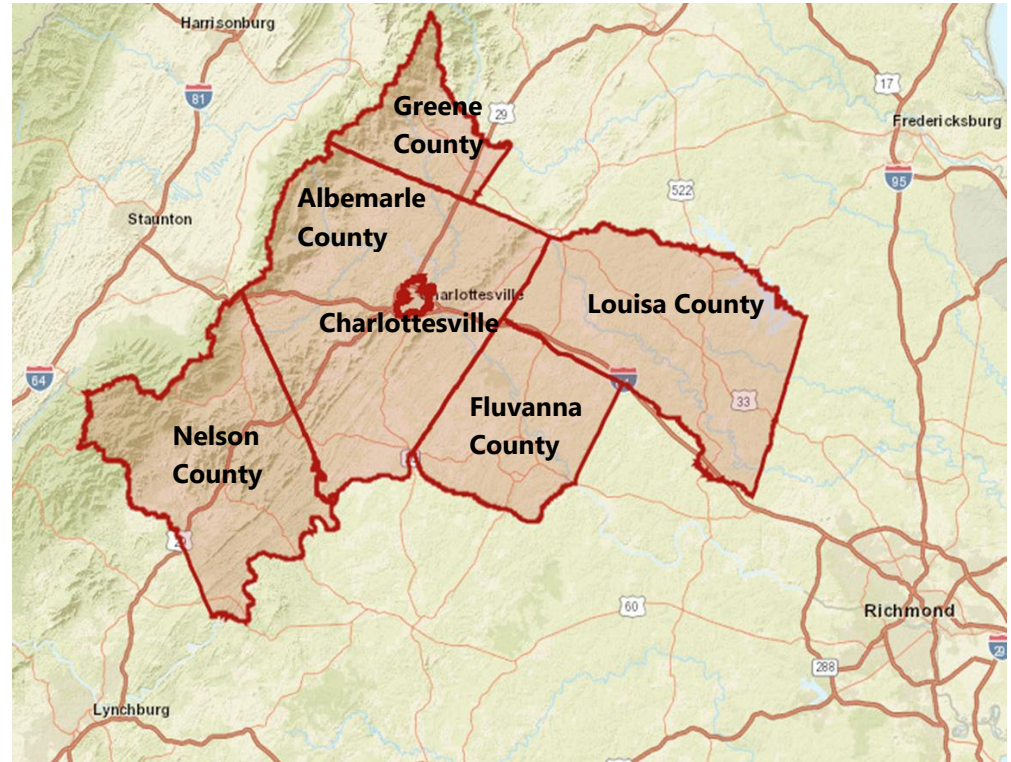 Harrisonburg
81
Greene
County
29
17
Fredericksburg
522
95
Albemarle
County
Staunton
Charlottesville
Louisa County
64
33
Fluvanna
County
Nelson
County
60
Richmond
288
29
Lynchburg